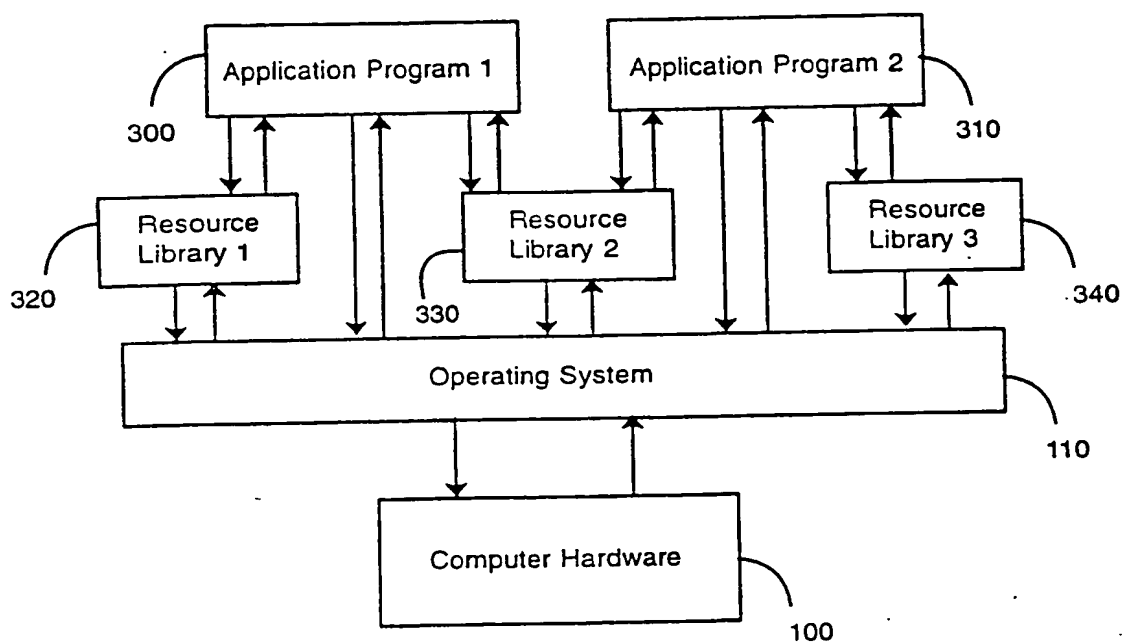 Application Program 1
Application Program 2
300
310
Resource
Library 1
Resource
Library 2
Resource
Library 3
320
330
340
Operating System
110
Computer Hardware
100